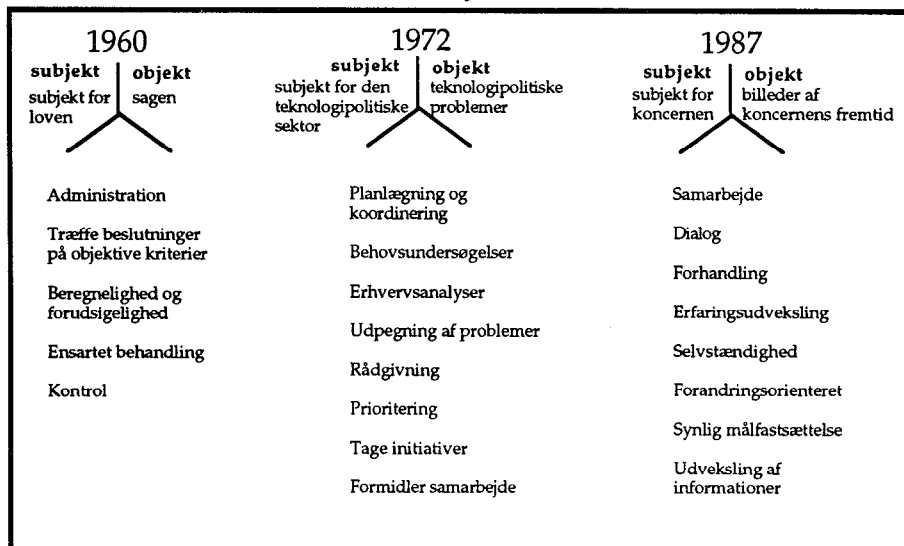 1960
subjekt
objekt
subjekt for
loven
sagen
Administration
Træffe beslutninger
på objektive kriterier
Beregnelighed og
forudsigelighed
Ensartet behandling
Kontrol
1972
subjekt
objekt
subjekt for den
teknologipolitiske
sektor
teknologipolitiske
problemer
Planlægning og
koordinering
Behovsundersøgelser
Erhvervsanalyser
Udpegning af problemer
Rådgivning
Prioritering
Tage initiativer
Formidler samarbejde
1987
subjekt
objekt
subjekt for
koncernen
billeder af
koncernens fremtid
Samarbejde
Dialog
Forhandling
Erfaringsudveksling
Selvstændighed
Forandringsorienteret
Synlig målfastsættelse
Udveksling af
informationer